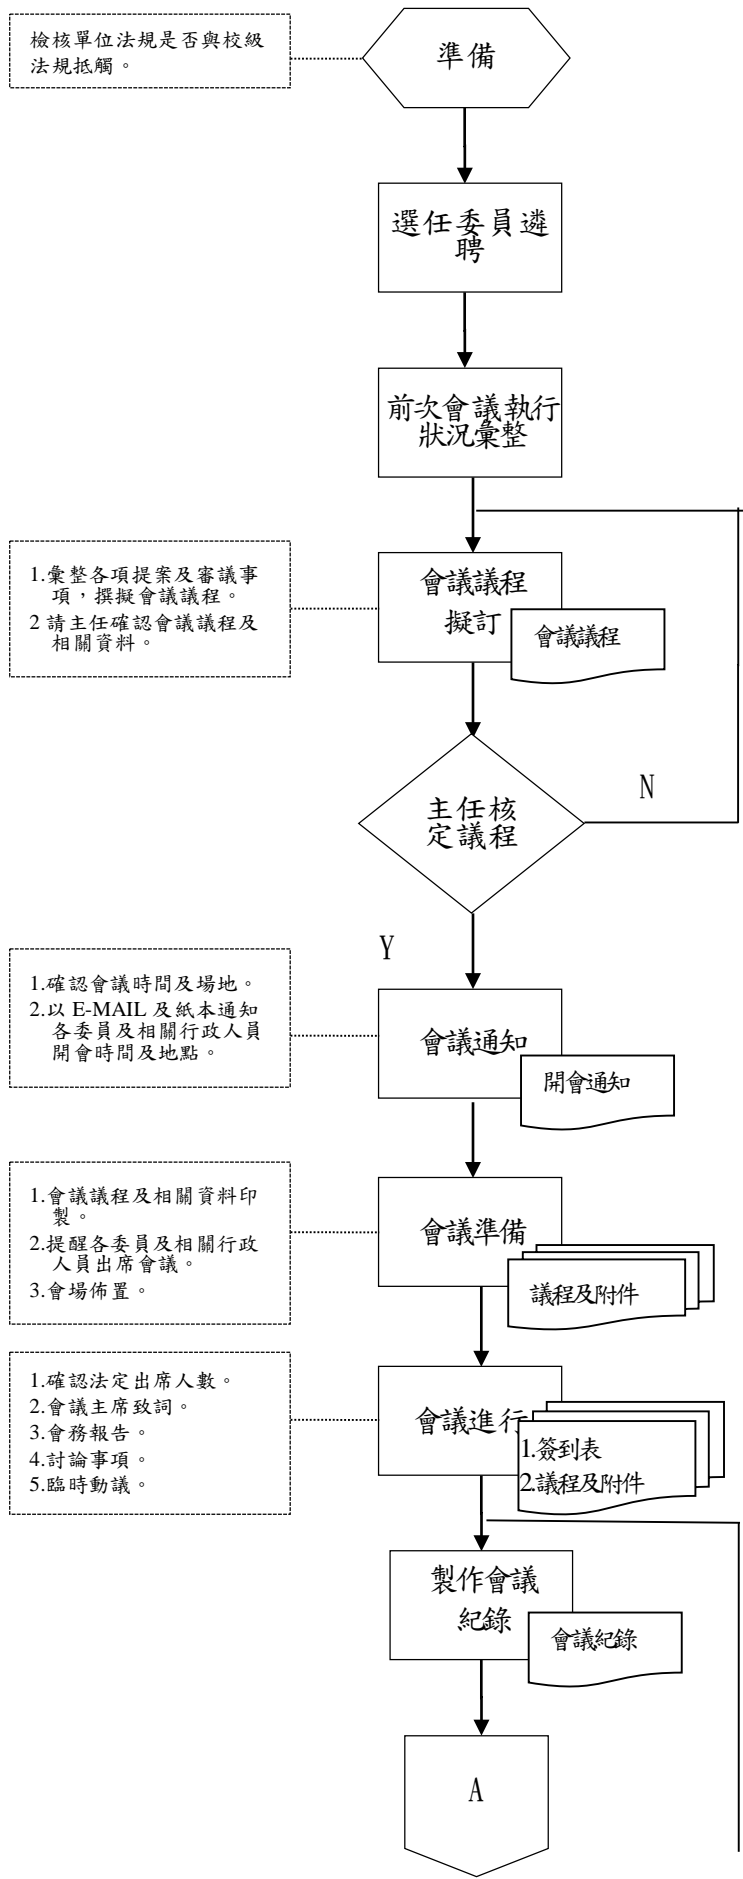 檢核單位法規是否與校級
法規抵觸。
準備
選任委員遴
聘
前次會議執行
狀況彙整
1.彙整各項提案及審議事
項，撰擬會議議程。
2 請主任確認會議議程及
相關資料。
會議議程
擬訂
會議議程
主任核
定議程
N
Y
1.確認會議時間及場地。
2.以 E-MAIL 及紙本通知
各委員及相關行政人員
開會時間及地點。
會議通知
開會通知
1.會議議程及相關資料印
製。
2.提醒各委員及相關行政
人員出席會議。
3.會場佈置。
會議準備
議程及附件
1.確認法定出席人數。
2.會議主席致詞。
3.會務報告。
4.討論事項。
5.臨時動議。
會議進行
1.簽到表
2.議程及附件
製作會議
紀錄
會議紀錄
A